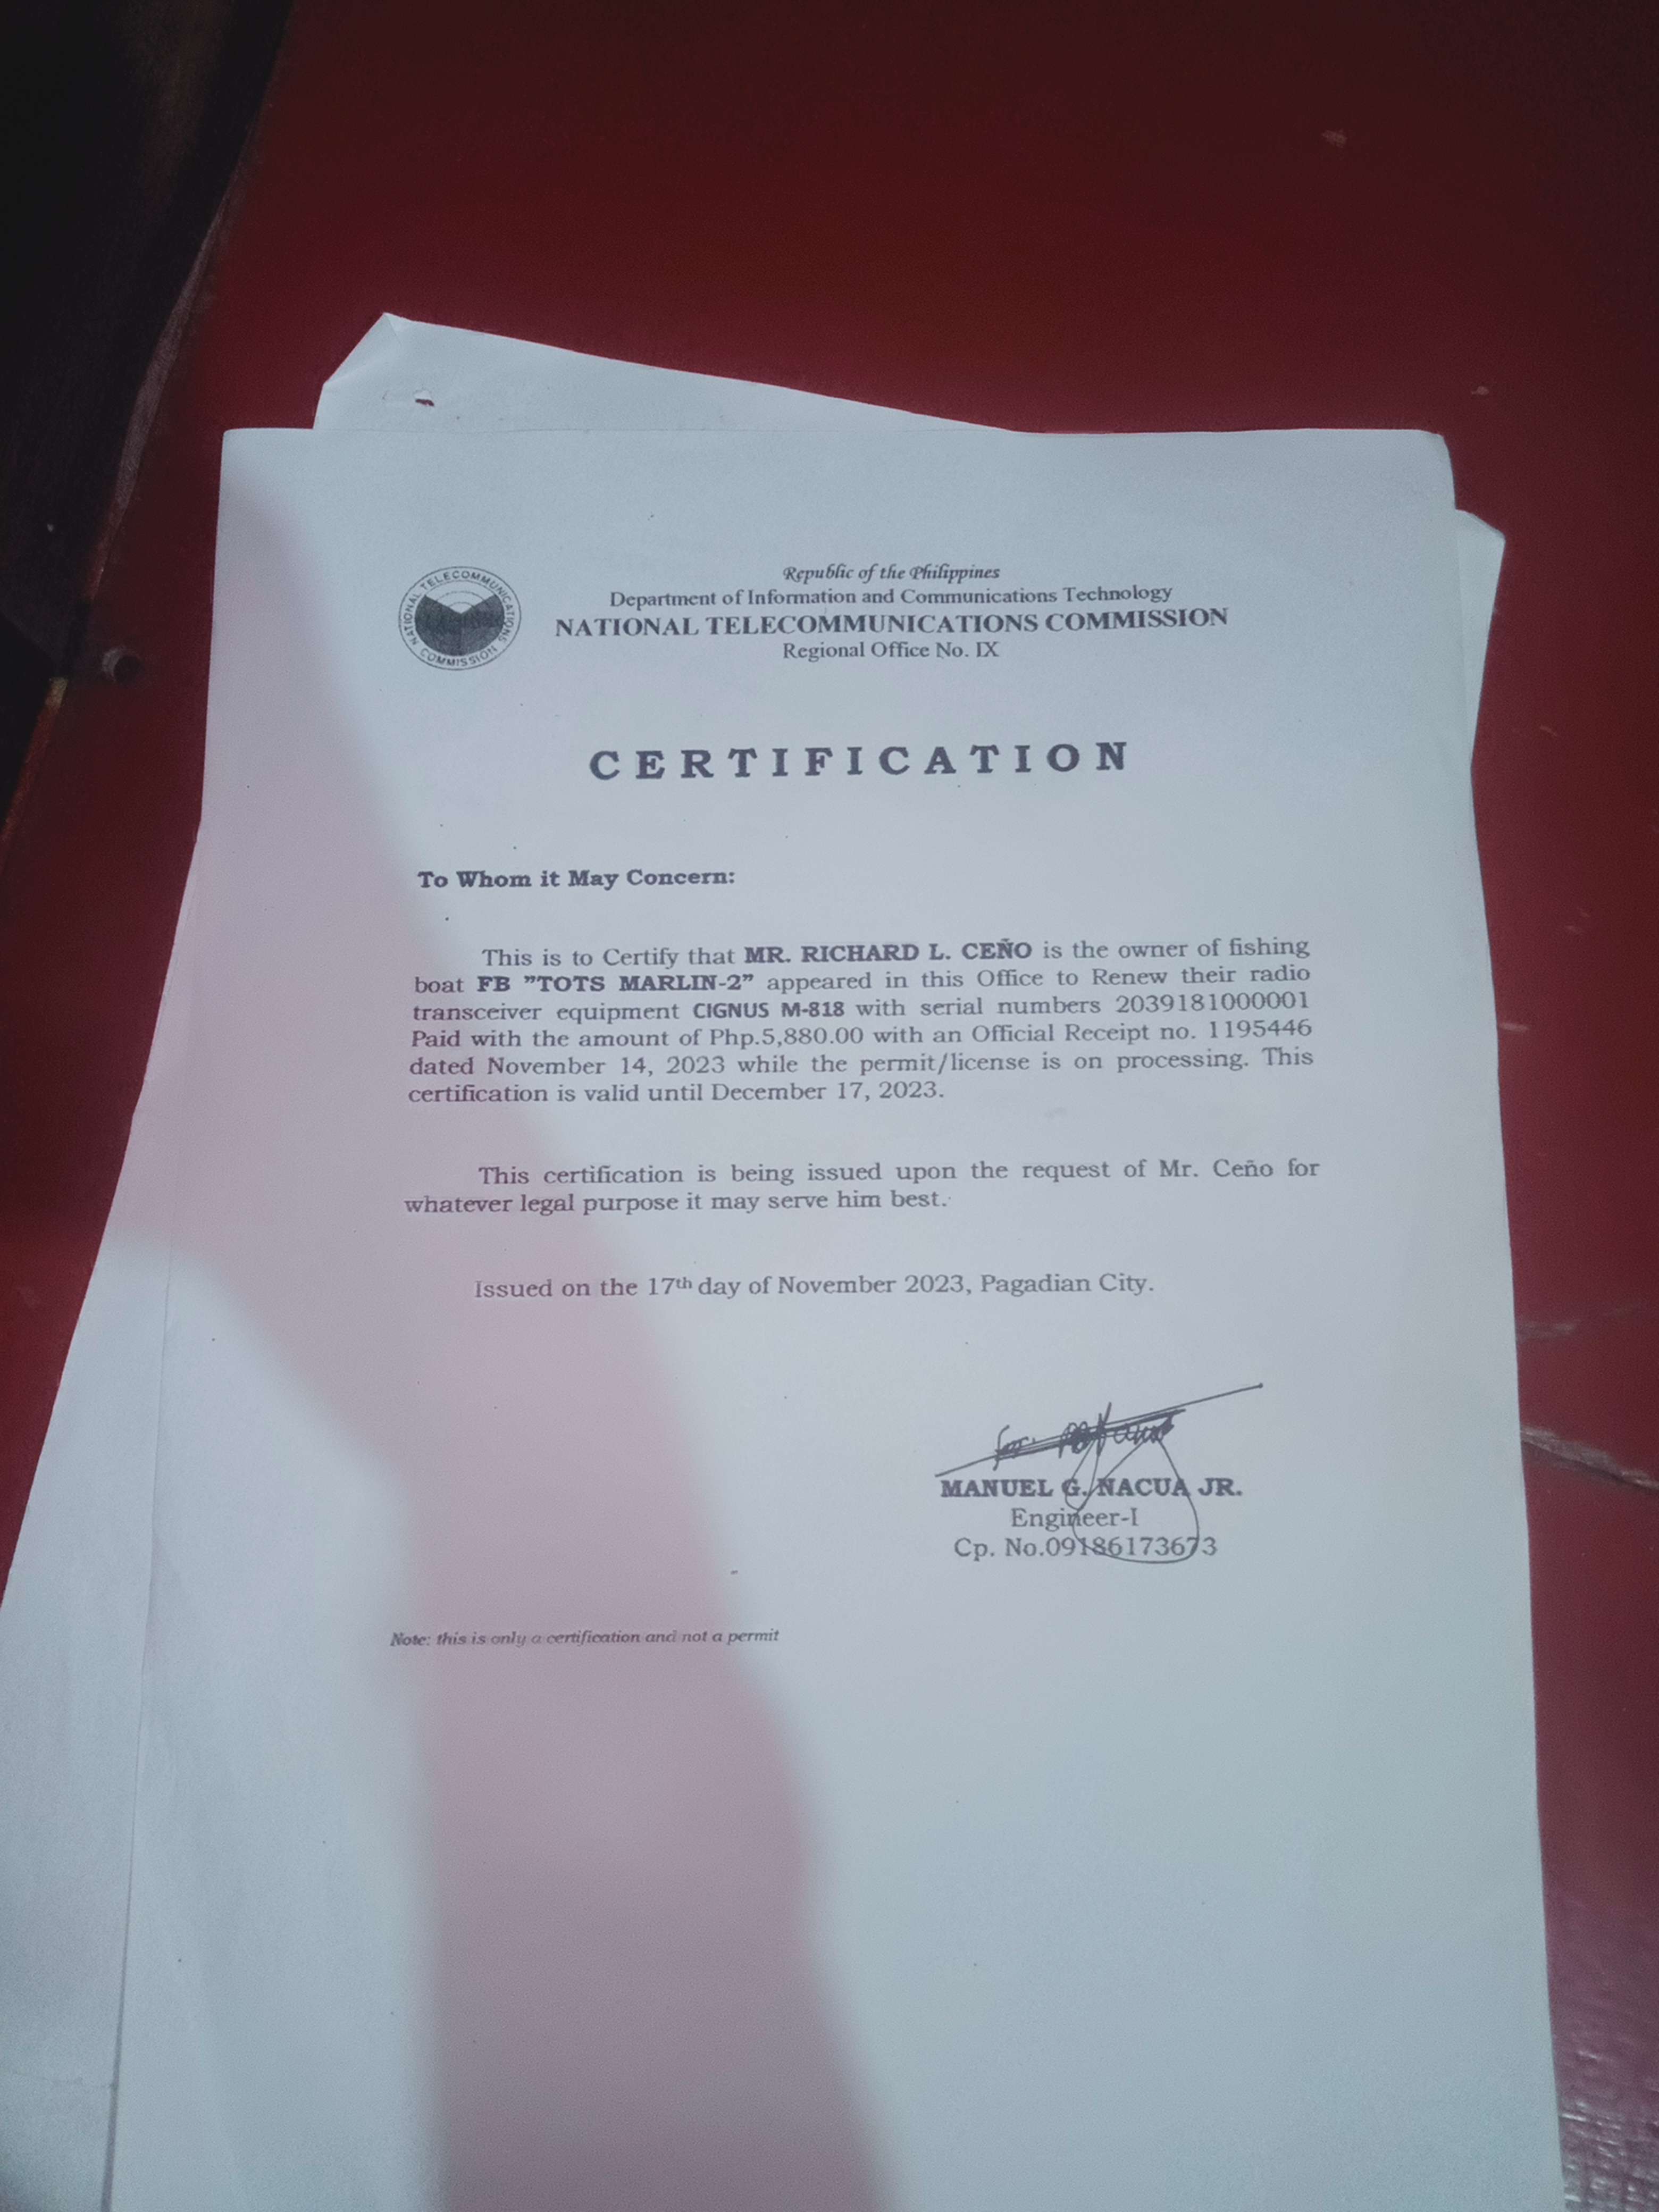 NATIONAL TELECOMMUNICATIONS COMMISSION
Republic of the Philippines
Department of Information and Communications Technology
NATIONAL TELECOMMUNICATIONS COMMISSION
Regional Office No. IX
CERTIFICATION
To Whom it May Concern:
This is to Certify that MR. RICHARD L. CEÑO is the owner of fishing
boat FB ”TOTS MARLIN-2” appeared in this Office to Renew their radio
transceiver equipment CIGNUS M-818 with serial numbers 2039181000001
Paid with the amount of Php.5,880.00 with an Official Receipt no. 1195446
dated November 14, 2023 while the permit/license is on processing. This
certification is valid until December 17, 2023.
This certification is being issued upon the request of Mr. Ceño for
whatever legal purpose it may serve him best.
Issued on the 17th day of November 2023, Pagadian City.
for:
MANUEL G. NACUA JR.
Engineer-I
Cp. No.09186173673
Note: this is only a certification and not a permit